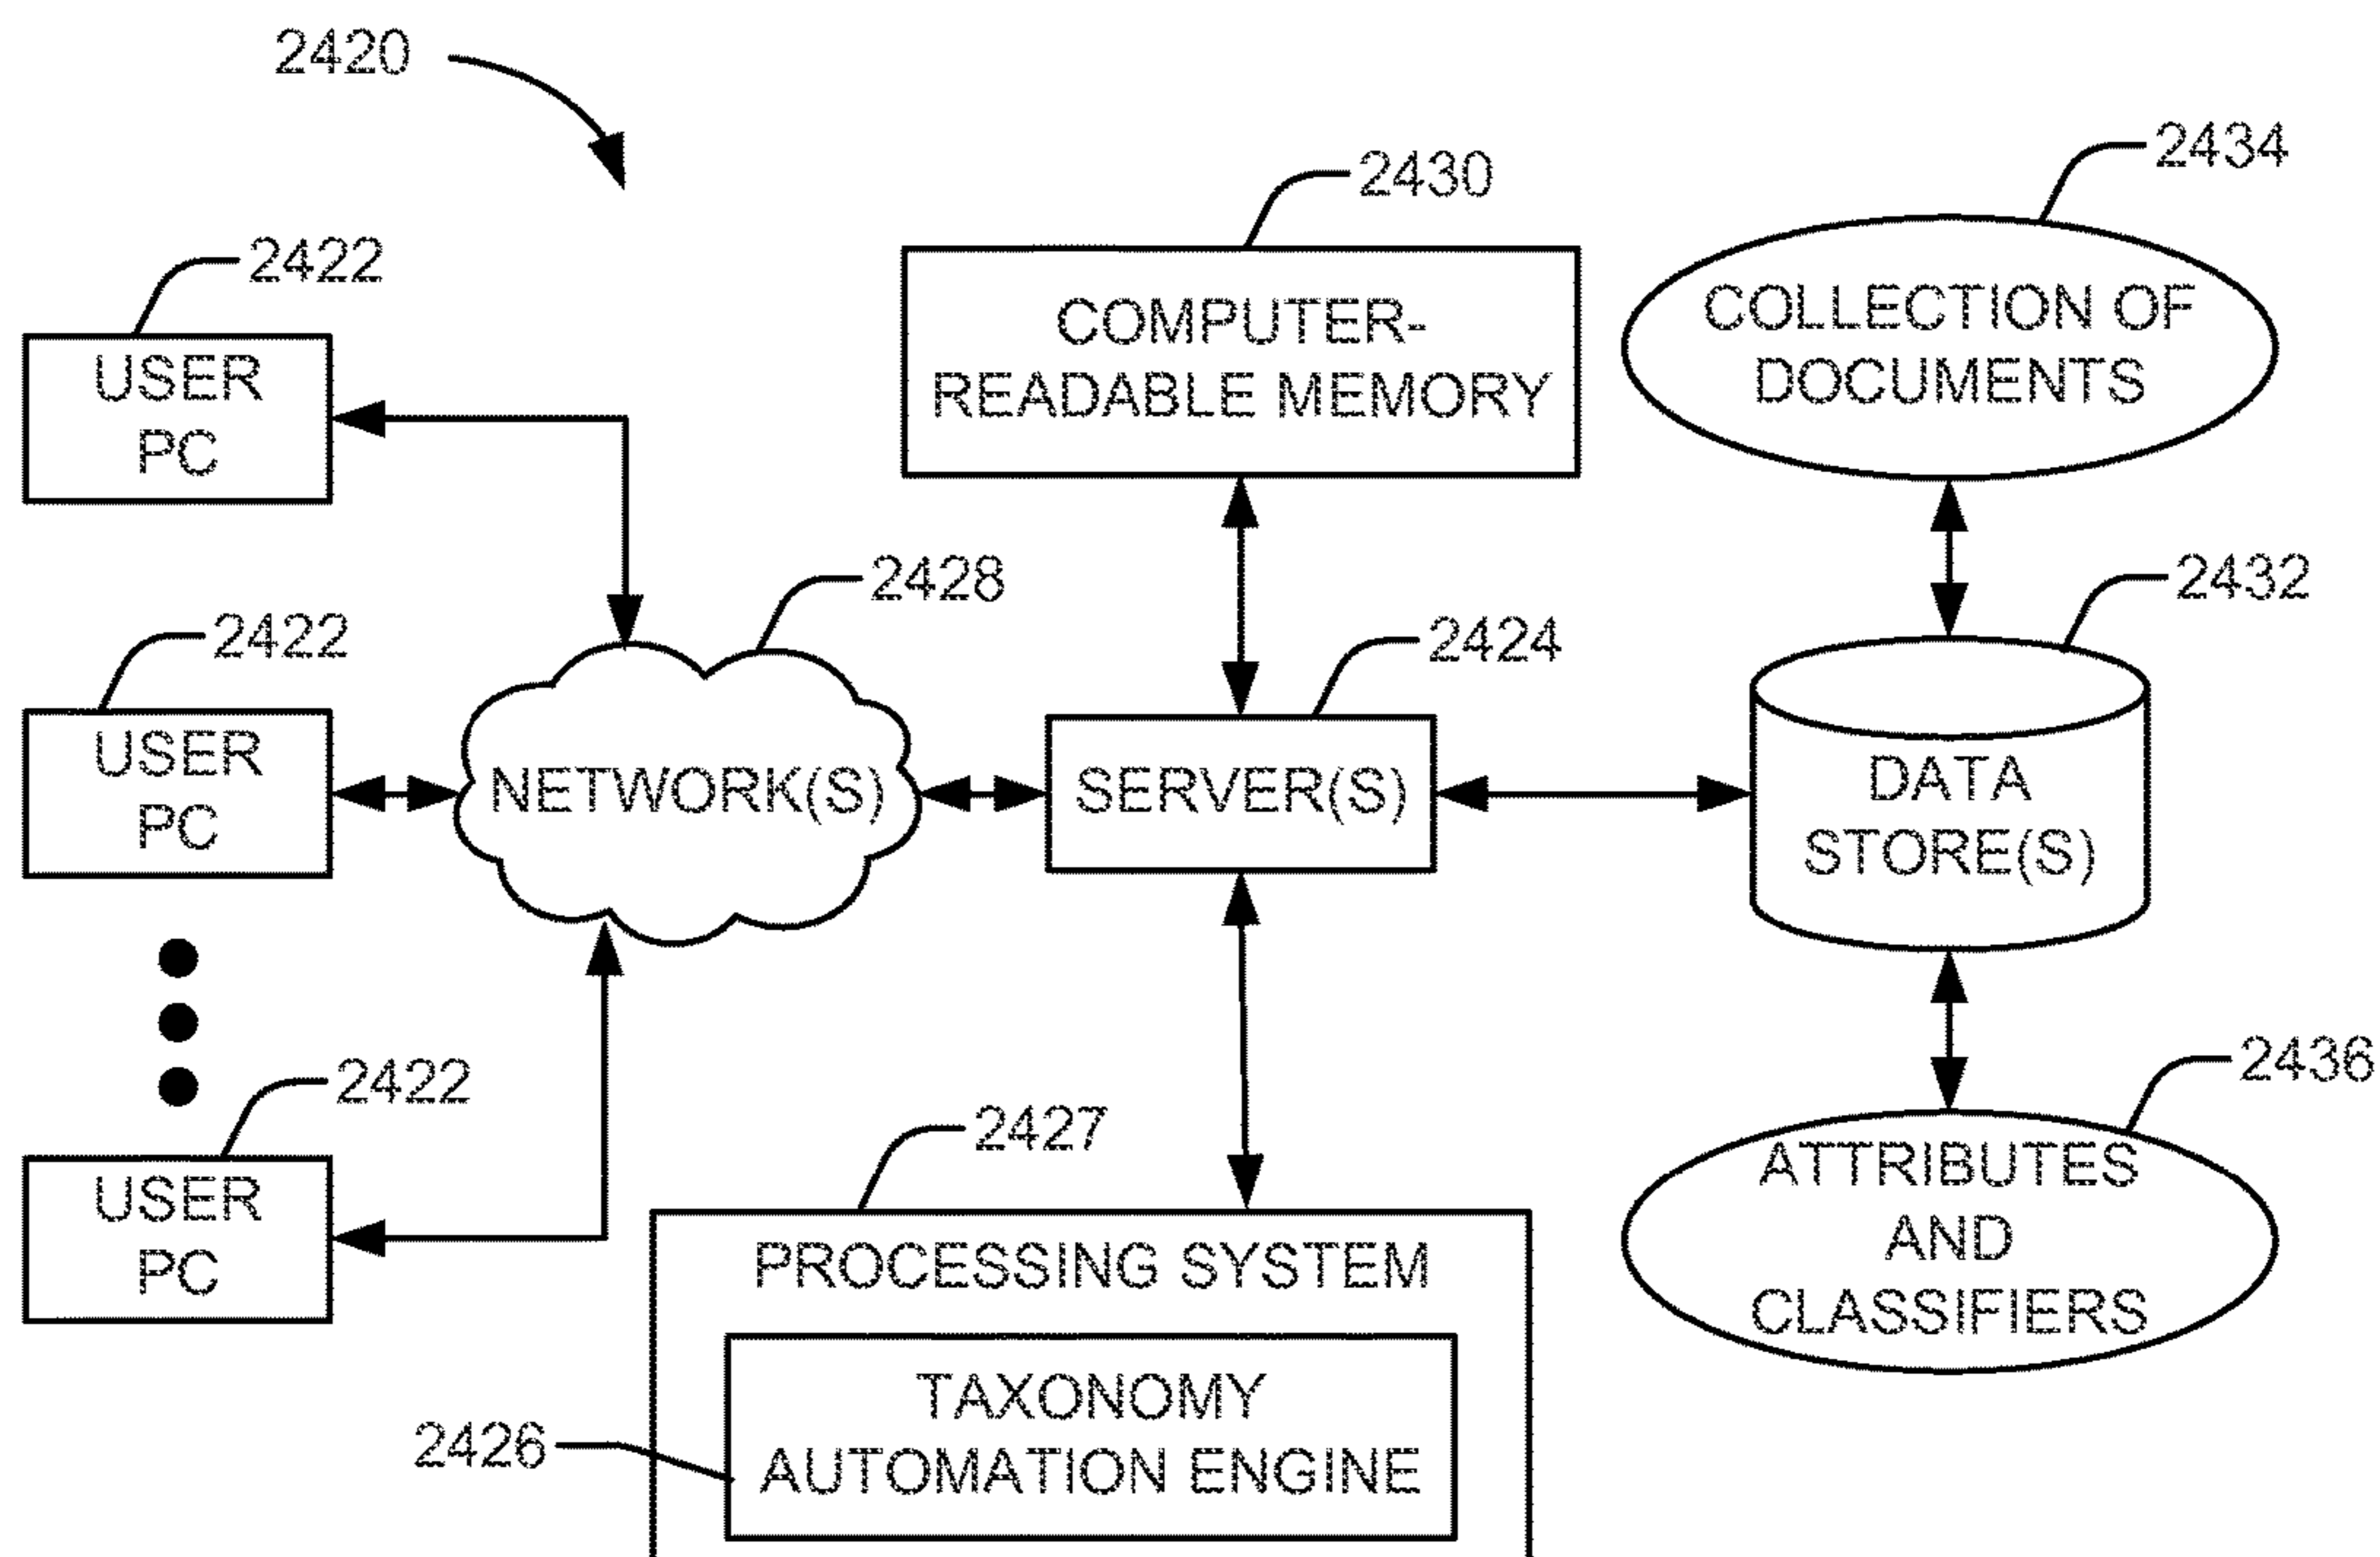 2420
2434
2430
2422
COLLECTION OF
DOCUMENTS
COMPUTER-
READABLE MEMORY
USER
PC
2428
2432
2422
2424
USER
PC
NETWORK(S)
SERVER(S)
DATA
STORE(S)
2422
2427
2436
USER
PC
ATTRIBUTES
AND
CLASSIFIERS
PROCESSING SYSTEM
2426
TAXONOMY
AUTOMATION ENGINE